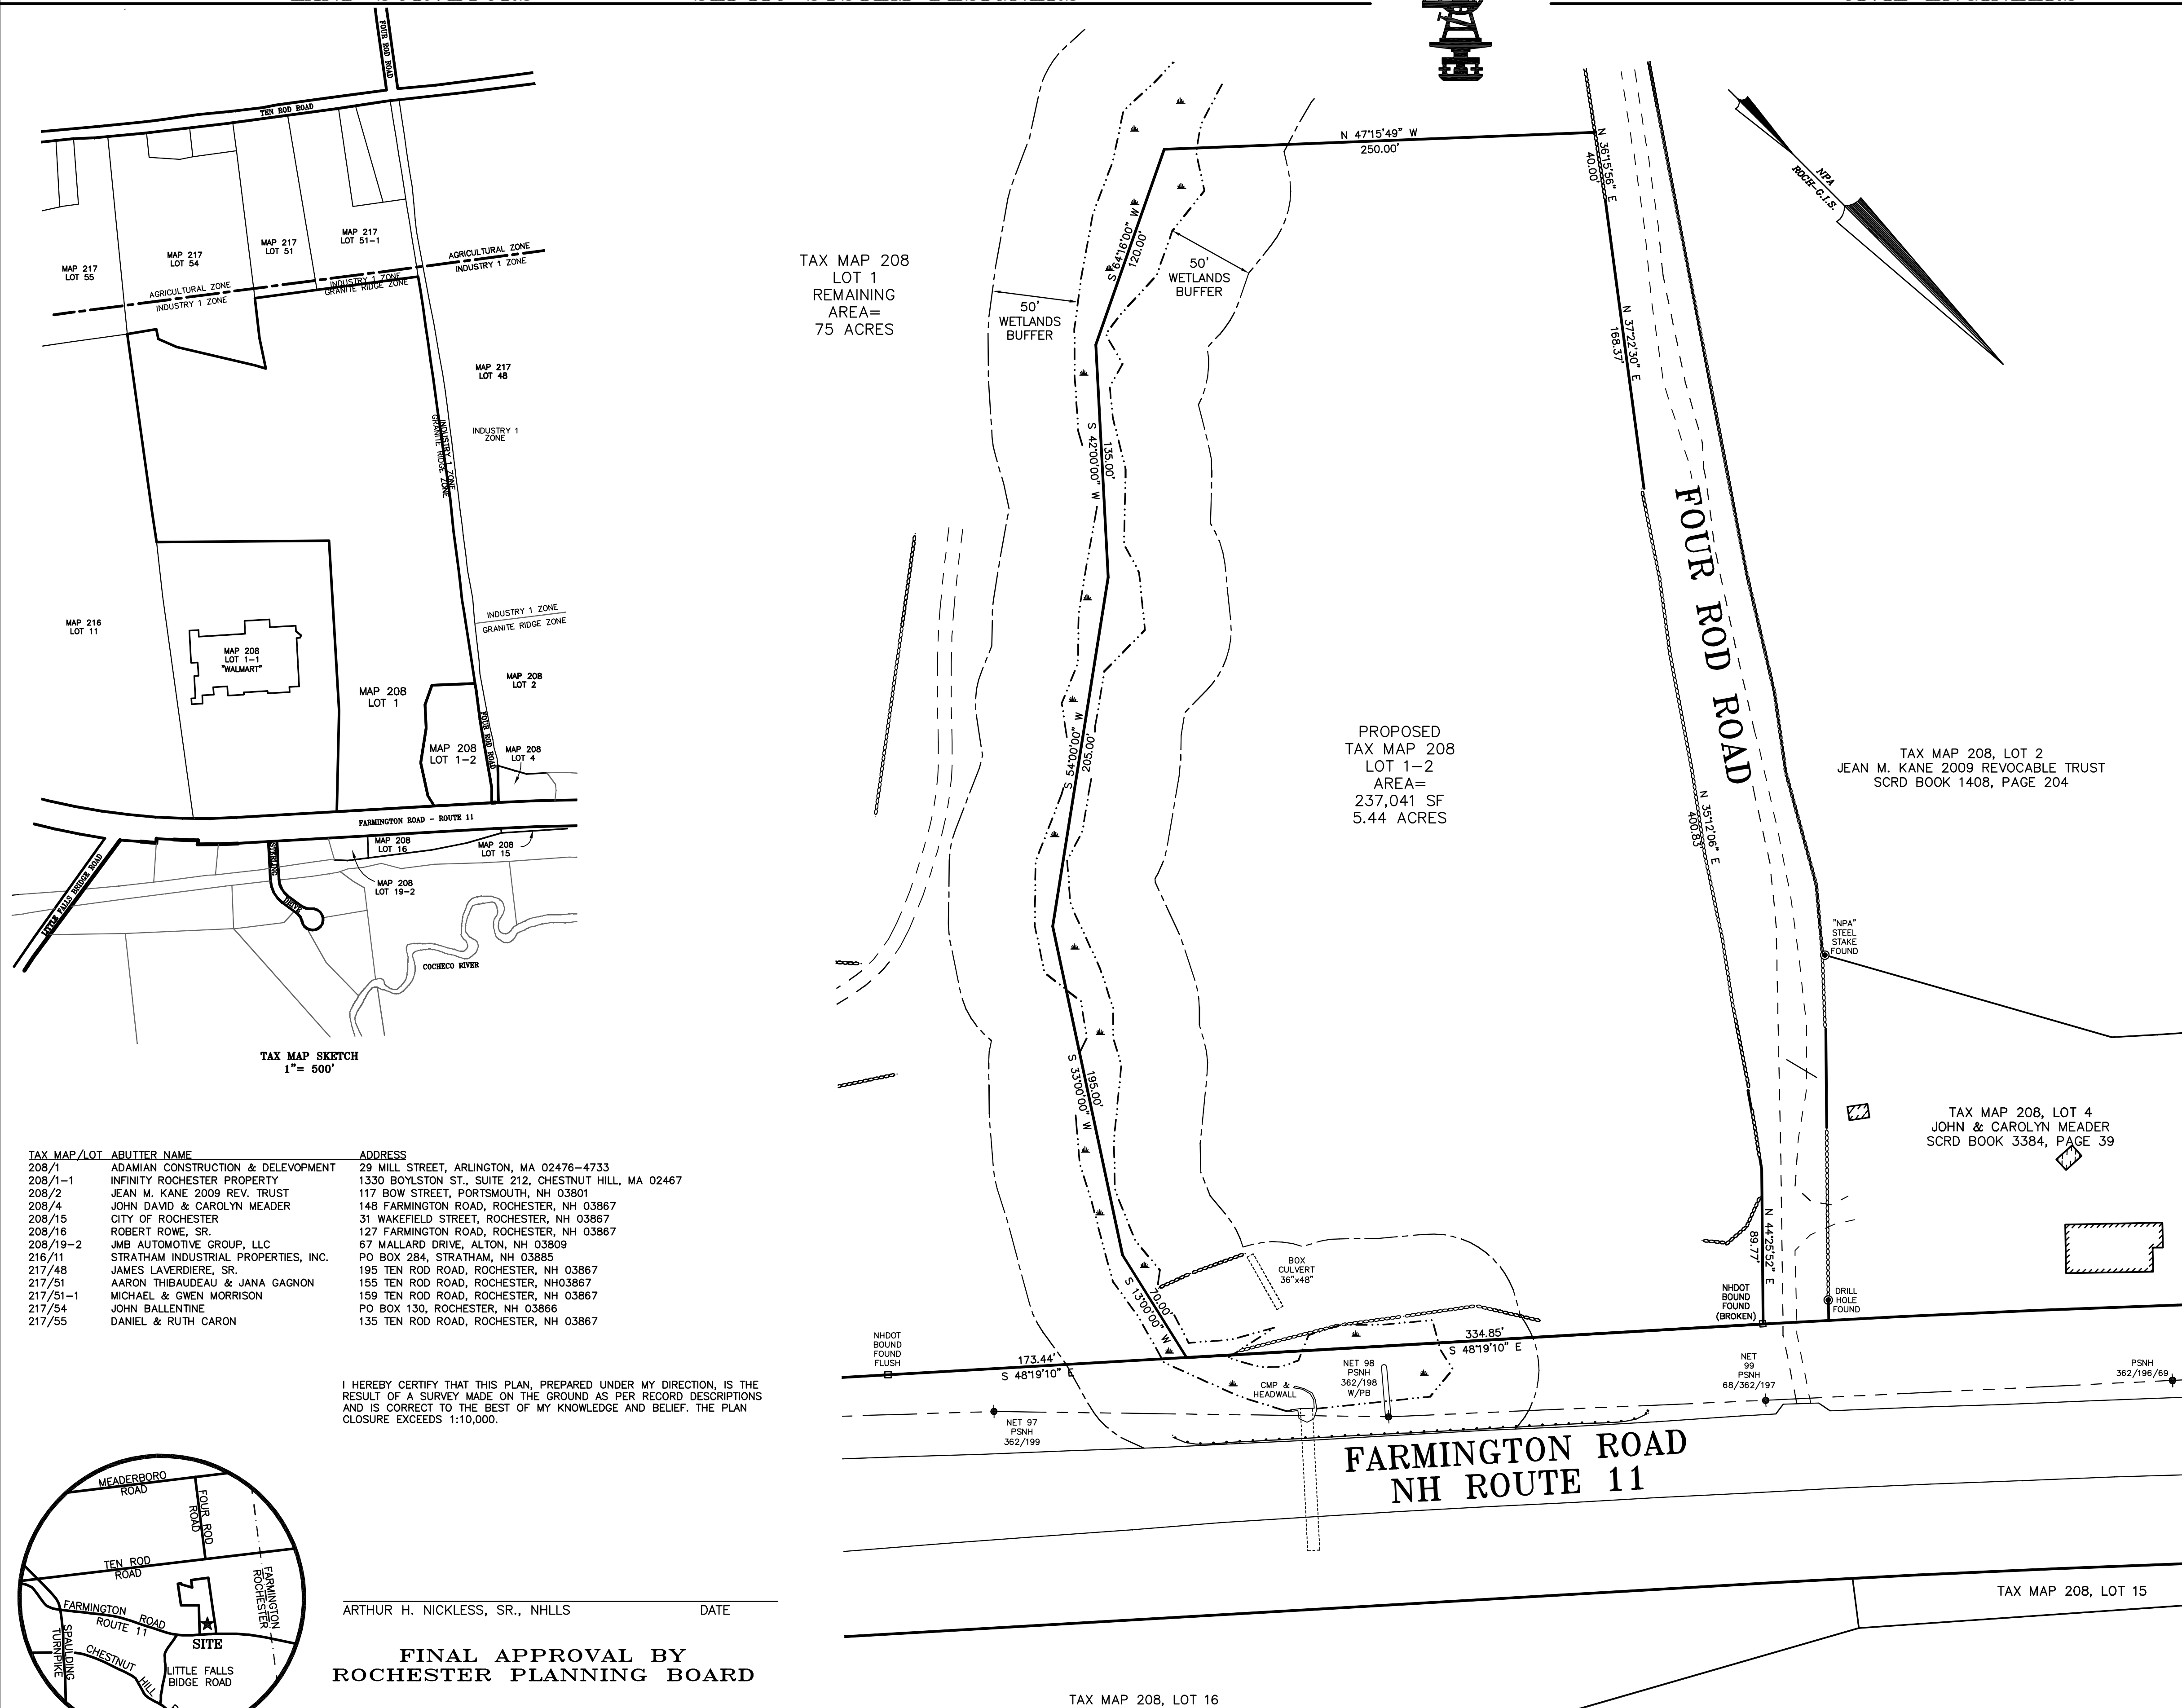 FOUR ROD ROAD
TEN ROD ROAD
MAP 217
LOT 55
MAP 217
LOT 54
MAP 217
LOT 51
MAP 217
LOT 51-1
AGRICULTURAL ZONE
INDUSTRY 1 ZONE
AGRICULTURAL ZONE
INDUSTRY 1 ZONE
INDUSTRY 1 ZONE
GRANITE RIDGE ZONE
MAP 217
LOT 48
INDUSTRY 1
ZONE
INDUSTRY 1 ZONE
GRANITE RIDGE ZONE
INDUSTRY 1 ZONE
GRANITE RIDGE ZONE
MAP 216
LOT 11
MAP 208
LOT 1-1
"WALMART"
MAP 208
LOT 1
MAP 208
LOT 2
MAP 208
LOT 1-2
FOUR ROD ROAD
MAP 208
LOT 4
FARMINGTON ROAD - ROUTE 11
MAP 208
LOT 16
MAP 208
LOT 15
MAP 208
LOT 19-2
LITTLE FALLS BRIDGE ROAD
STERLING
DRIVE
COCHECO RIVER
TAX MAP SKETCH
1"= 500'
TAX MAP/LOT ABUTTER NAME ADDRESS
208/1 ADAMIAN CONSTRUCTION & DELEVOPMENT 29 MILL STREET, ARLINGTON, MA 02476-4733
208/1-1 INFINITY ROCHESTER PROPERTY 1330 BOYLSTON ST., SUITE 212, CHESTNUT HILL, MA 02467
208/2 JEAN M. KANE 2009 REV. TRUST 117 BOW STREET, PORTSMOUTH, NH 03801
208/4 JOHN DAVID & CAROLYN MEADER 148 FARMINGTON ROAD, ROCHESTER, NH 03867
208/15 CITY OF ROCHESTER 31 WAKEFIELD STREET, ROCHESTER, NH 03867
208/16 ROBERT ROWE, SR. 127 FARMINGTON ROAD, ROCHESTER, NH 03867
208/19-2 JMB AUTOMOTIVE GROUP, LLC 67 MALLARD DRIVE, ALTON, NH 03809
216/11 STRATHAM INDUSTRIAL PROPERTIES, INC. PO BOX 284, STRATHAM, NH 03885
217/48 JAMES LAVERDIERE, SR. 195 TEN ROD ROAD, ROCHESTER, NH 03867
217/51 AARON THIBAUDEAU & JANA GAGNON 155 TEN ROD ROAD, ROCHESTER, NH03867
217/51-1 MICHAEL & GWEN MORRISON 159 TEN ROD ROAD, ROCHESTER, NH 03867
217/54 JOHN BALLENTINE PO BOX 130, ROCHESTER, NH 03866
217/55 DANIEL & RUTH CARON 135 TEN ROD ROAD, ROCHESTER, NH 03867
I HEREBY CERTIFY THAT THIS PLAN, PREPARED UNDER MY DIRECTION, IS THE
RESULT OF A SURVEY MADE ON THE GROUND AS PER RECORD DESCRIPTIONS
AND IS CORRECT TO THE BEST OF MY KNOWLEDGE AND BELIEF. THE PLAN
CLOSURE EXCEEDS 1:10,000.
MEADERBORO
ROAD
FOUR ROD
ROAD
TEN ROD
ROAD
FARMINGTON
ROCHESTER
FARMINGTON ROAD
ROUTE 11
SITE
SPAULDING
TURNPIKE
CHESTNUT HILL
LITTLE FALLS
BIDGE ROAD
ARTHUR H. NICKLESS, SR., NHLLS DATE
FINAL APPROVAL BY
ROCHESTER PLANNING BOARD
TAX MAP 208
LOT 1
REMAINING
AREA=
75 ACRES
50'
WETLANDS
BUFFER
50'
WETLANDS
BUFFER
N 47°15'49" W
250.00'
N 36°15'56" E
40.00'
NPA
ROCH-G.I.S.
S 64°16'00" W
120.00'
N 37°22'30" E
168.37'
S 42°00'00" W
135.00'
FOUR ROD ROAD
S 54°00'00" W
205.00'
PROPOSED
TAX MAP 208
LOT 1-2
AREA=
237,041 SF
5.44 ACRES
TAX MAP 208, LOT 2
JEAN M. KANE 2009 REVOCABLE TRUST
SCRD BOOK 1408, PAGE 204
N 35°12'06" E
400.83'
"NPA"
STEEL
STAKE
FOUND
S 33°00'00" W
195.00'
TAX MAP 208, LOT 4
JOHN & CAROLYN MEADER
SCRD BOOK 3384, PAGE 39
N 44°25'52" E
89.77'
BOX
CULVERT
36"x48"
S 13°00'00" W
70.00'
NHDOT
BOUND
FOUND
(BROKEN)
DRILL
HOLE
FOUND
NHDOT
BOUND
FOUND
FLUSH
173.44'
S 48°19'10" E
334.85'
S 48°19'10" E
NET 98
PSNH
362/198
W/PB
CMP &
HEADWALL
NET
99
PSNH
68/362/197
PSNH
362/196/69
NET 97
PSNH
362/199
FARMINGTON ROAD
NH ROUTE 11
TAX MAP 208, LOT 15
TAX MAP 208, LOT 16